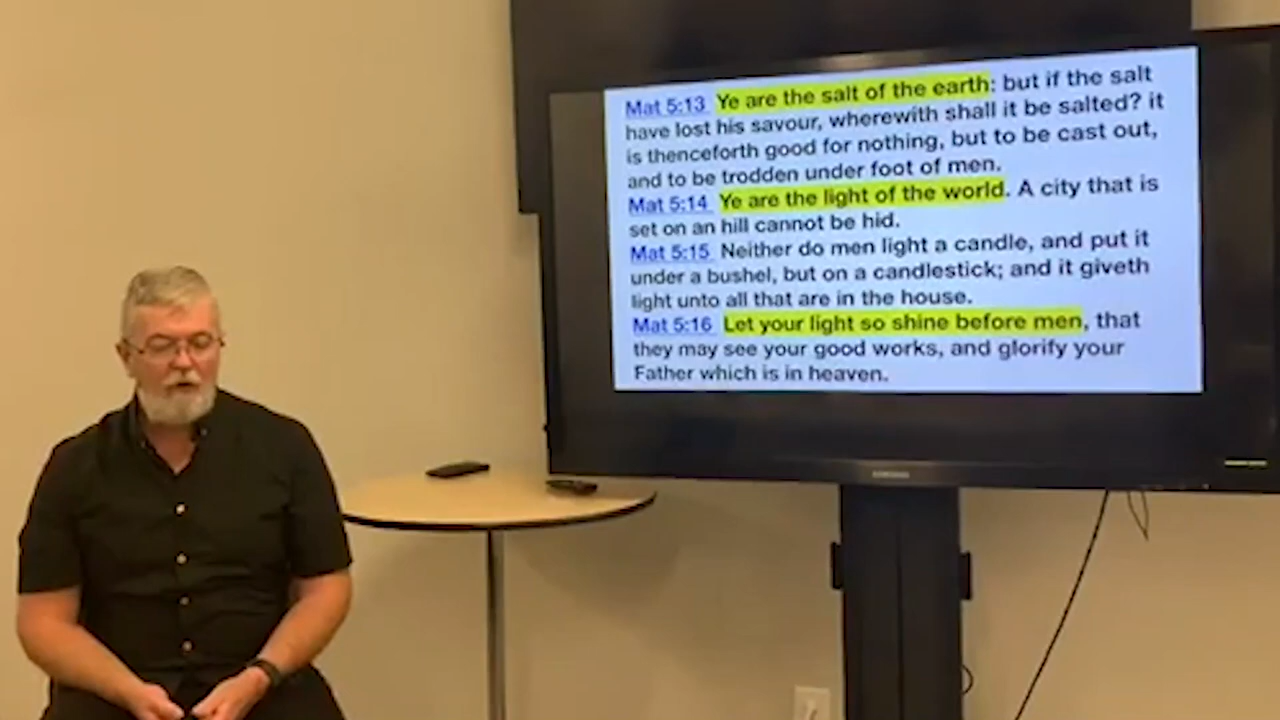 Mat 5:13 Ye are the salt of the earth: but if the salt
have lost his savour, wherewith shall it be salted? it
is thenceforth good for nothing, but to be cast out,
and to be trodden under foot of men.
Mat 5:14 Ye are the light of the world. A city that is
set on an hill cannot be hid.
Mat 5:15 Neither do men light a candle, and put it
under a bushel, but on a candlestick; and it giveth
light unto all that are in the house.
Mat 5:16 Let your light so shine before men, that
they may see your good works, and glorify your
Father which is in heaven.
SAMSUNG